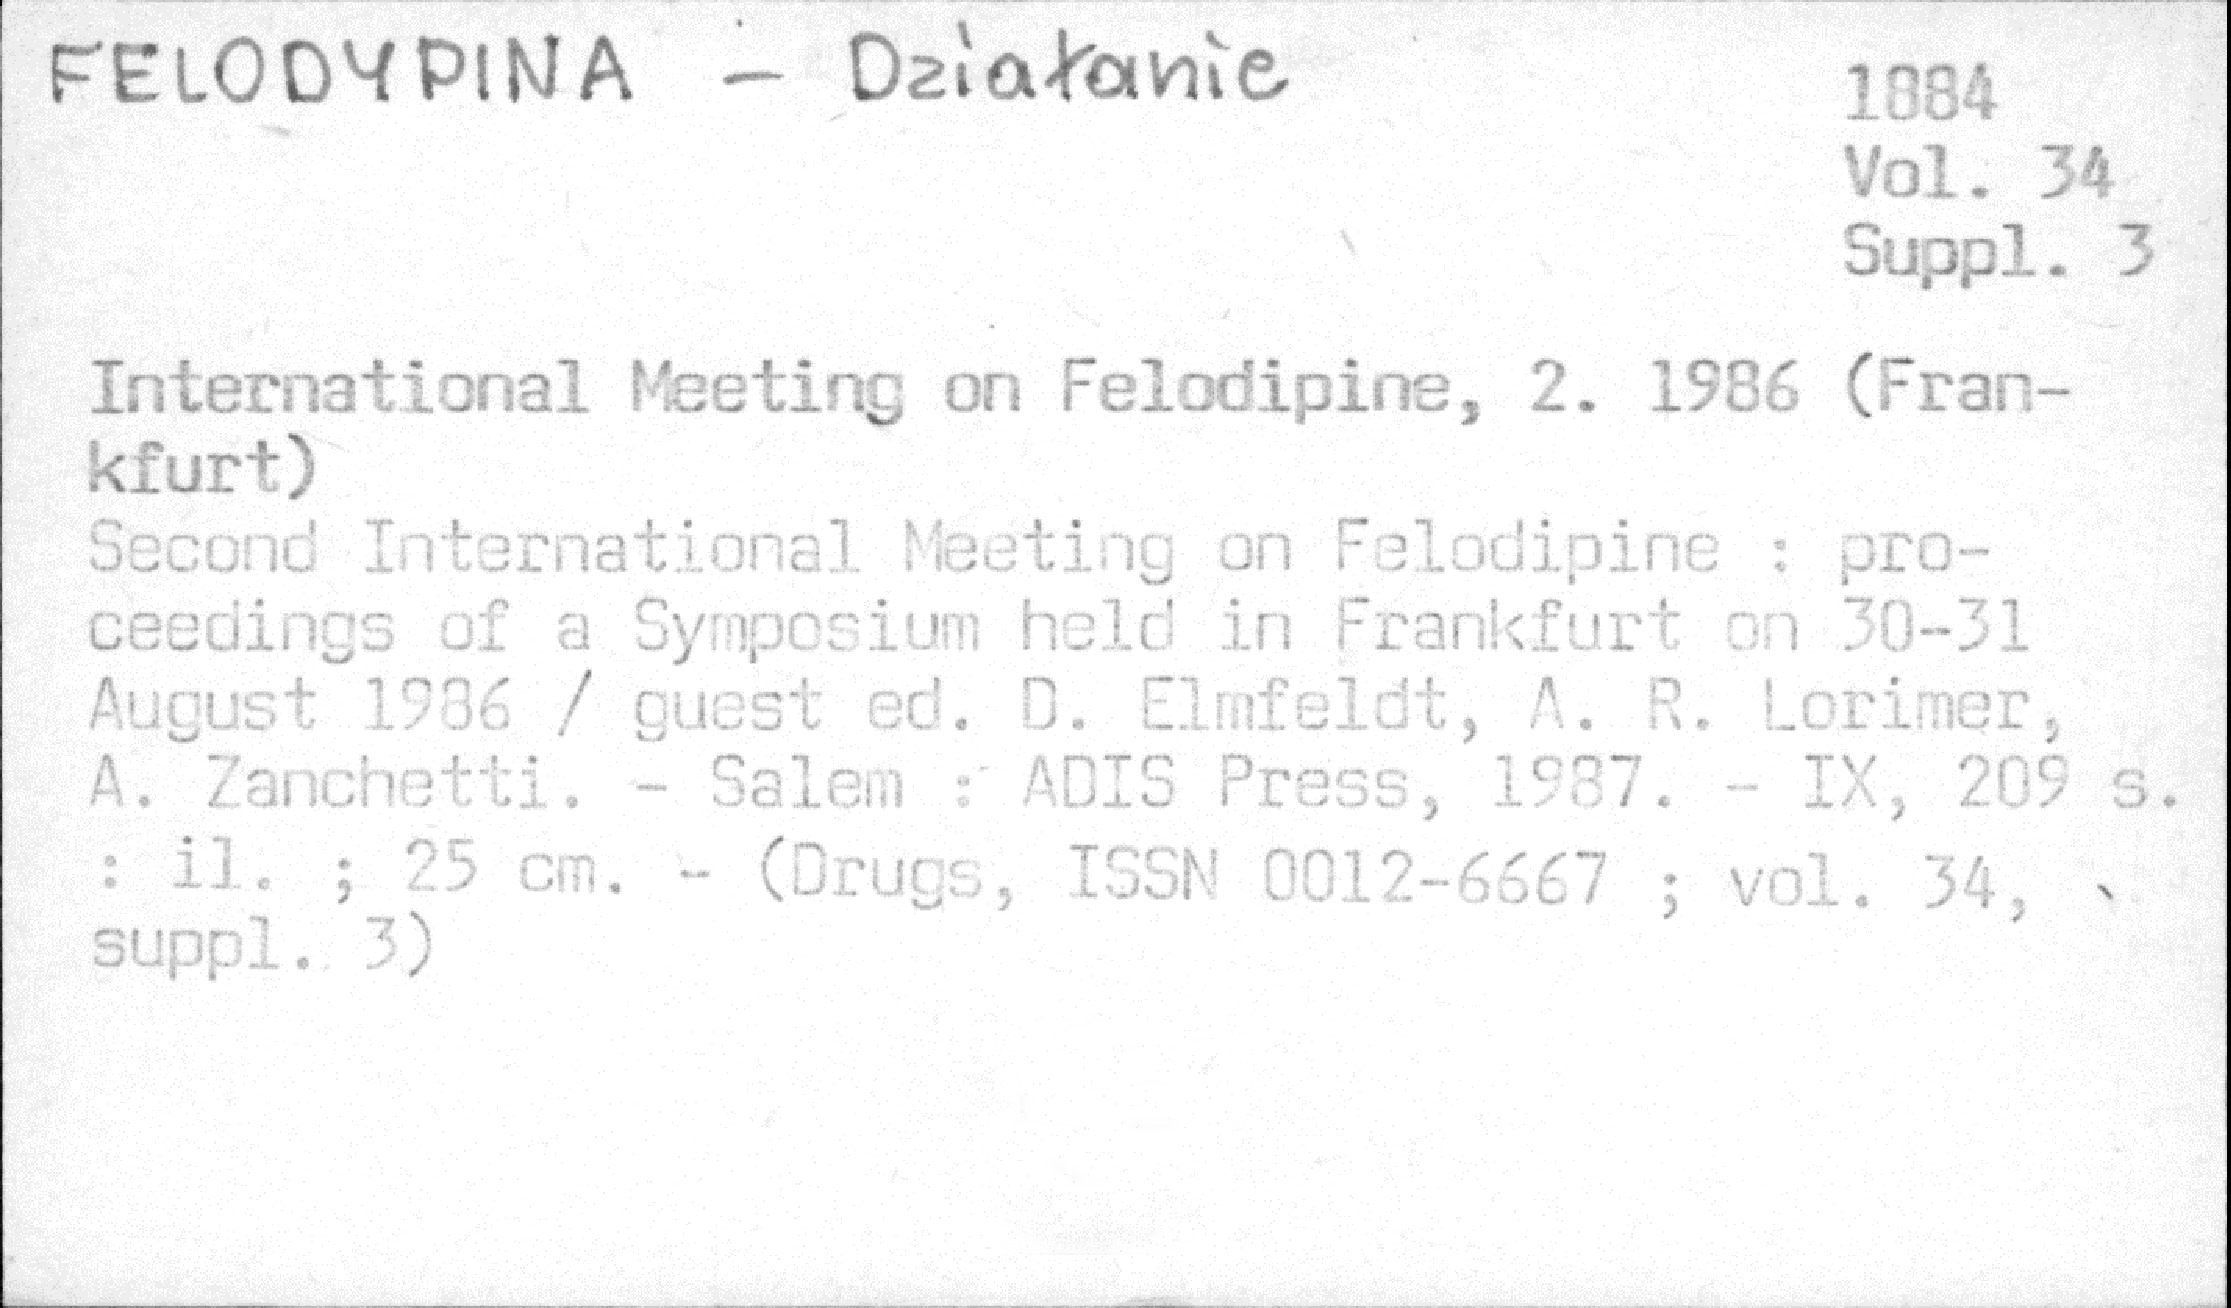 FELODYPINA - Działanie
1884
Vol. 34
Suppl. 3
International Meeting on Felodipine, 2. 1986 (Fran-
kfurt)
Second International Meeting on Felodipine : pro-
ceedings of a Symposium held in Frankfurt on 30-31
August 1986 / guest ed. D. Elmfeldt, A. R. Lorimer,
A. Zanchetti. - Salem : ADIS Press, 1987. - IX, 209 s.
: il. ; 25 cm. - (Drugs, ISSN 0012-6667 ; vol. 34,
suppl. 3)